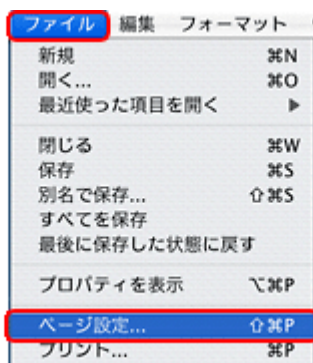 ファイル 編集 フォーマット
新規 ⌘N
開く... ⌘O
最近使った項目を開く ▶
閉じる ⌘W
保存 ⌘S
別名で保存... ⇧⌘S
すべてを保存
最後に保存した状態に戻す
プロパティを表示 ⌥⌘P
ページ設定... ⇧⌘P
プリント... ⌘P